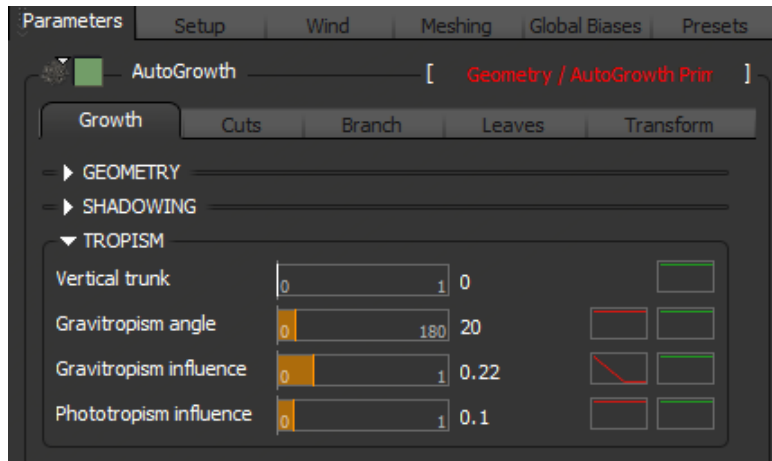 Parameters Setup Wind Meshing Global Biases Presets
AutoGrowth [ Geometry / AutoGrowth Prim ]
Growth Cuts Branch Leaves Transform
GEOMETRY
SHADOWING
TROPISM
Vertical trunk 0 1 0
Gravitropism angle 0 180 20
Gravitropism influence 0 1 0.22
Phototropism influence 0 1 0.1